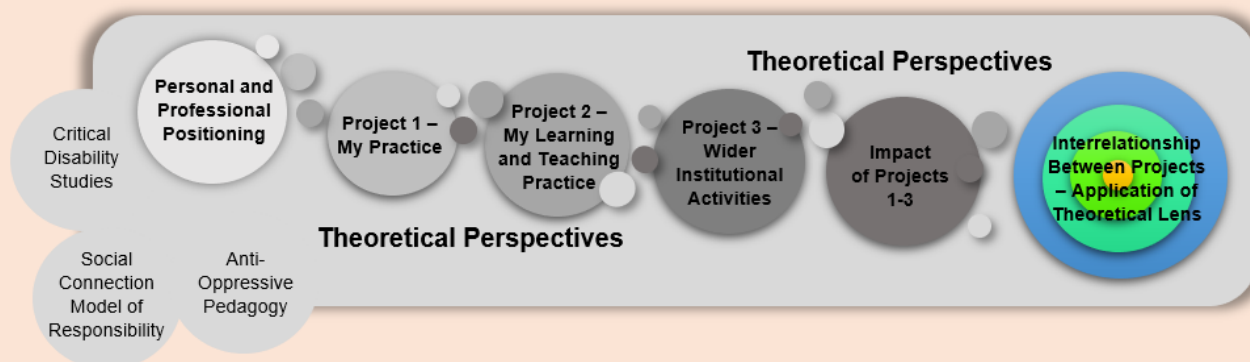 Critical
Disability
Studies
Social
Connection
Model of
Responsibility
Anti-
Oppressive
Pedagogy
Personal and
Professional
Positioning
Project 1 –
My Practice
Theoretical Perspectives
Project 2 –
My Learning
and Teaching
Practice
Project 3 –
Wider
Institutional
Activities
Theoretical Perspectives
Impact
of Projects
1-3
Interrelationship
Between Projects
– Application of
Theoretical Lens